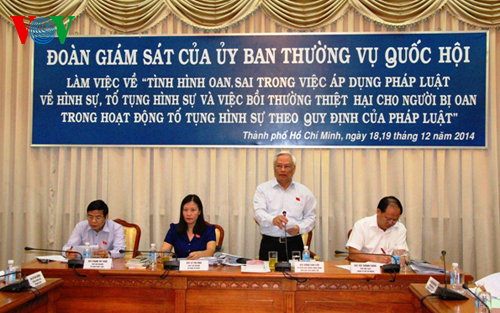 VOV
ĐOÀN GIÁM SÁT CỦA ỦY BAN THƯỜNG VỤ QUỐC HỘI
LÀM VIỆC VỀ "TÌNH HÌNH OAN, SAI TRONG VIỆC ÁP DỤNG PHÁP LUẬT
VỀ HÌNH SỰ, TỐ TỤNG HÌNH SỰ VÀ VIỆC BỒI THƯỜNG THIỆT HẠI CHO NGƯỜI BỊ OAN
TRONG HOẠT ĐỘNG TỐ TỤNG HÌNH SỰ THEO QUY ĐỊNH CỦA PHÁP LUẬT"
Thành phố Hồ Chí Minh, ngày 18,19 tháng 12 năm 2014